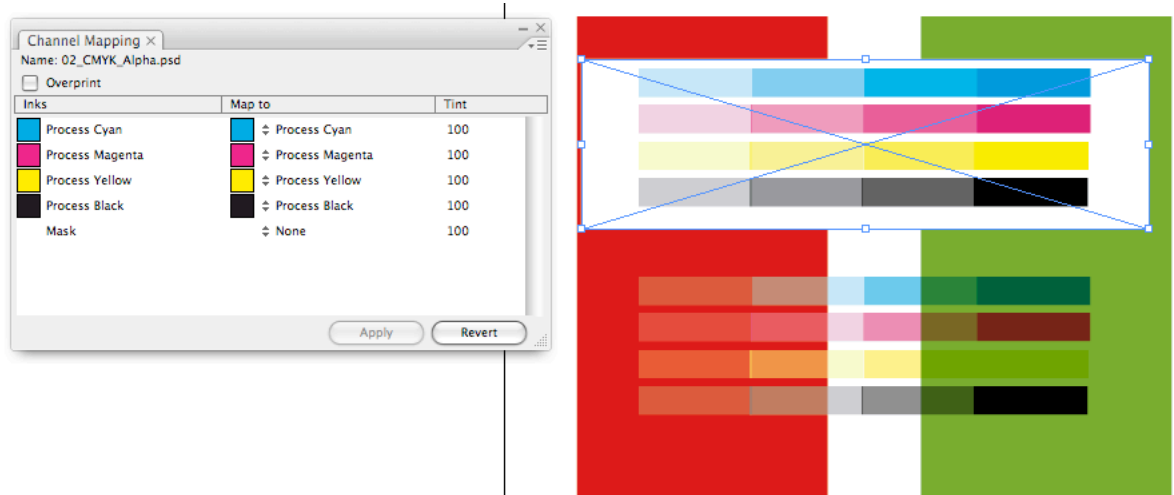 Channel Mapping
Name: 02_CMYK_Alpha.psd
Overprint
Inks Map to Tint
Process Cyan Process Cyan 100
Process Magenta Process Magenta 100
Process Yellow Process Yellow 100
Process Black Process Black 100
Mask None 100
Apply Revert